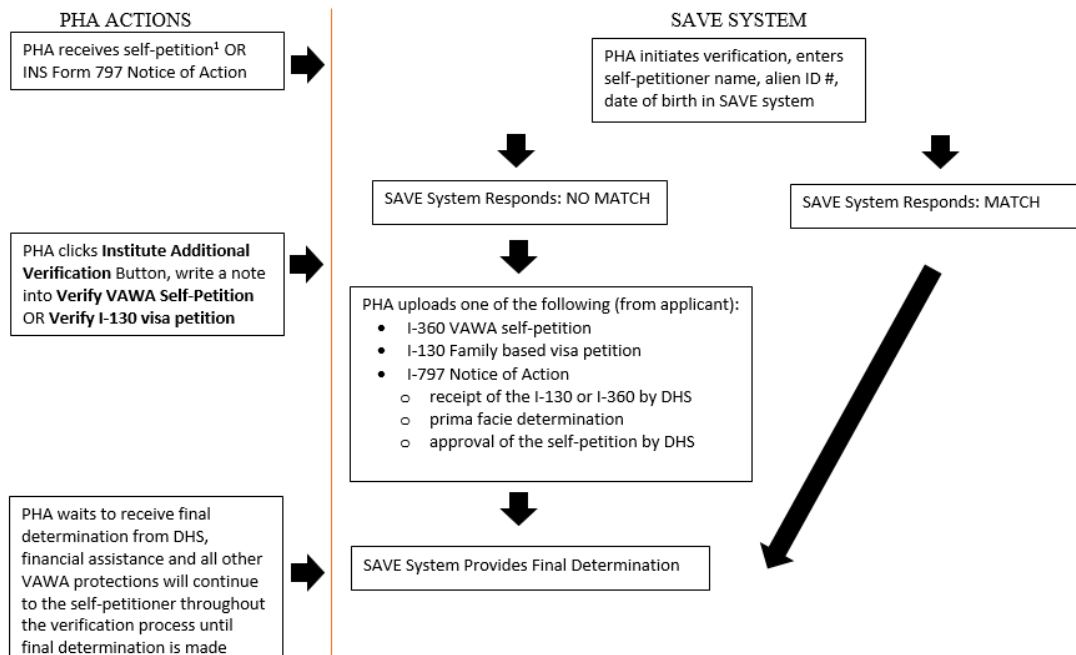 PHA ACTIONS
PHA receives self-petition¹ OR
INS Form 797 Notice of Action
PHA clicks Institute Additional
Verification Button, write a note
into Verify VAWA Self-Petition
OR Verify I-130 visa petition
PHA waits to receive final
determination from DHS,
financial assistance and all other
VAWA protections will continue
to the self-petitioner throughout
the verification process until
final determination is made
SAVE SYSTEM
PHA initiates verification, enters
self-petitioner name, alien ID #,
date of birth in SAVE system
SAVE System Responds: NO MATCH
SAVE System Responds: MATCH
PHA uploads one of the following (from applicant):
• I-360 VAWA self-petition
• I-130 Family based visa petition
• I-797 Notice of Action
o receipt of the I-130 or I-360 by DHS
o prima facie determination
o approval of the self-petition by DHS
SAVE System Provides Final Determination